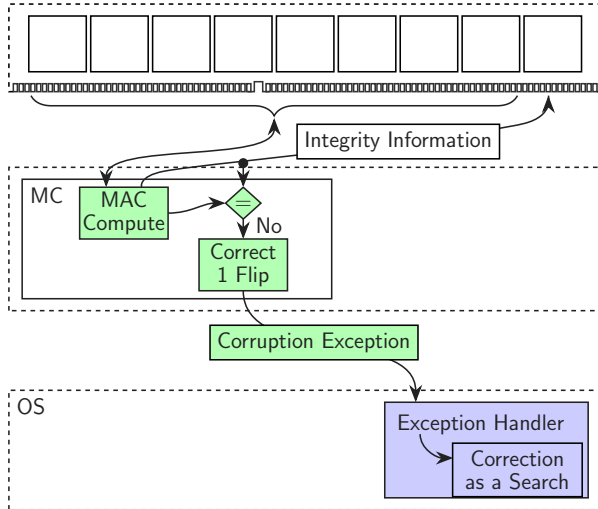 Integrity Information
MC
MAC
Compute
=
No
Correct
1 Flip
Corruption Exception
OS
Exception Handler
Correction
as a Search